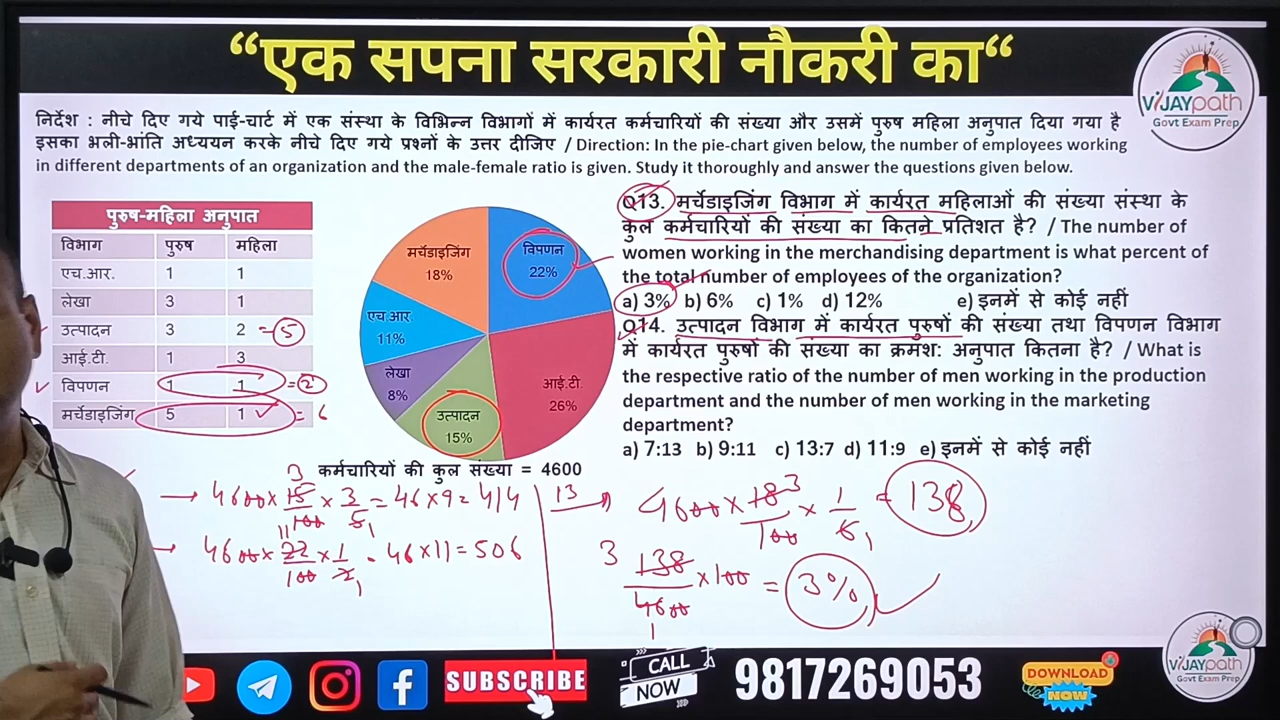 “एक सपना सरकारी नौकरी का“
VIJAYpath
Govt Exam Prep
निर्देश : नीचे दिए गये पाई-चार्ट में एक संस्था के विभिन्न विभागों में कार्यरत कर्मचारियों की संख्या और उसमें पुरुष महिला अनुपात दिया गया है
इसका भली-भांति अध्ययन करके नीचे दिए गये प्रश्नों के उत्तर दीजिए / Direction: In the pie-chart given below, the number of employees working
in different departments of an organization and the male-female ratio is given. Study it thoroughly and answer the questions given below.
पुरुष-महिला अनुपात
विभाग पुरुष महिला
एच.आर. 1 1
लेखा 3 1
उत्पादन 3 2 = 5
आई.टी. 1 3
विपणन 1 1 = 2
मर्चेडाइजिंग 5 1 = 6
मर्चेडाइजिंग
18%
विपणन
22%
एच.आर.
11%
लेखा
8%
उत्पादन
15%
आई.टी.
26%
कर्मचारियों की कुल संख्या = 4600
Q13. मर्चेडाइजिंग विभाग में कार्यरत महिलाओं की संख्या संस्था के
कुल कर्मचारियों की संख्या का कितने प्रतिशत है? / The number of
women working in the merchandising department is what percent of
the total number of employees of the organization?
a) 3% b) 6% c) 1% d) 12% e) इनमें से कोई नहीं
Q14. उत्पादन विभाग में कार्यरत पुरुषों की संख्या तथा विपणन विभाग
में कार्यरत पुरुषों की संख्या का क्रमश: अनुपात कितना है? / What is
the respective ratio of the number of men working in the production
department and the number of men working in the marketing
department?
a) 7:13 b) 9:11 c) 13:7 d) 11:9 e) इनमें से कोई नहीं
3
4600 × 15/100 × 3/5 = 46 × 9 = 414
4600 × 22/100 × 1/2 = 46 × 11 = 506
13 → 4600 × 18/100 3 × 1/6 = 138
3 138/4600 × 100 = 3%
SUBSCRIBE
CALL
NOW
9817269053
DOWNLOAD
NOW
VIJAYpath
Govt Exam Prep